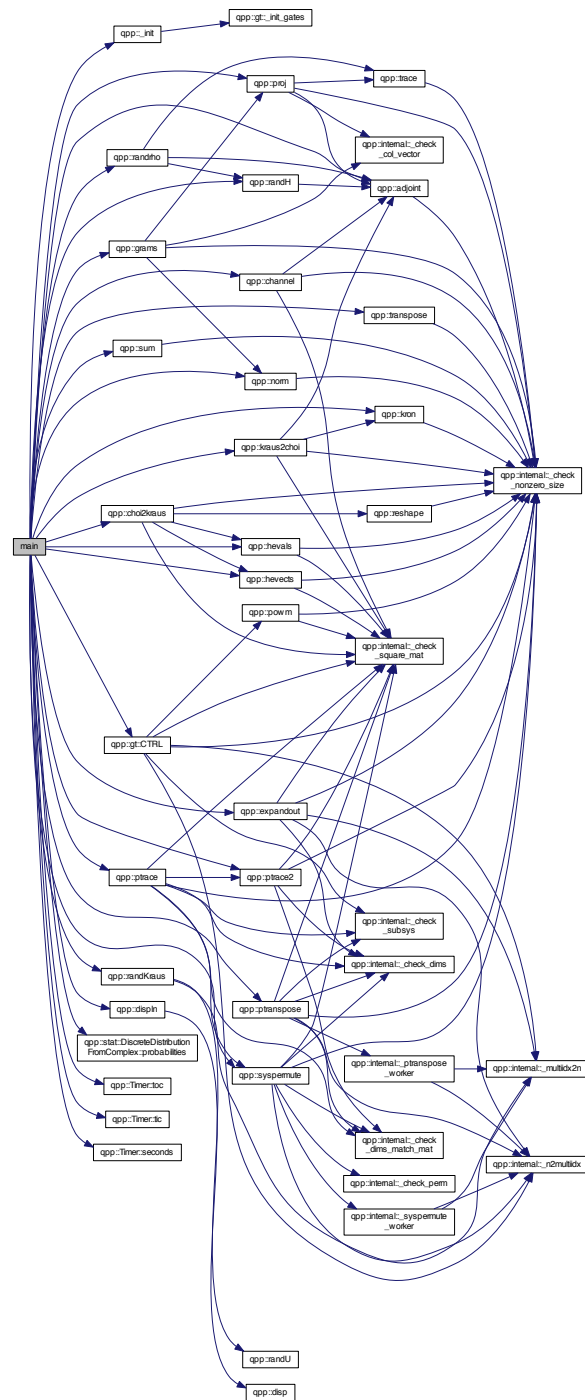 qpp::gt::_init_gates
qpp::_init
qpp::trace
qpp::proj
qpp::internal::_check
_col_vector
qpp::randrho
qpp::randH
qpp::adjoint
qpp::grams
qpp::channel
qpp::transpose
qpp::sum
qpp::norm
qpp::kron
qpp::kraus2choi
qpp::internal::_check
_nonzero_size
qpp::choi2kraus
qpp::reshape
main
qpp::hevals
qpp::hevects
qpp::powm
qpp::internal::_check
_square_mat
qpp::gt::CTRL
qpp::expandout
qpp::ptrace
qpp::ptrace2
qpp::internal::_check
_subsys
qpp::internal::_check_dims
qpp::randKraus
qpp::displn
qpp::ptranspose
qpp::stat::DiscreteDistribution
FromComplex::probabilities
qpp::internal::_ptranspose
_worker
qpp::internal::_multiidx2n
qpp::syspermute
qpp::Timer::toc
qpp::Timer::tic
qpp::Timer::seconds
qpp::internal::_check
_dims_match_mat
qpp::internal::_n2multiidx
qpp::internal::_check_perm
qpp::internal::_syspermute
_worker
qpp::randU
qpp::disp